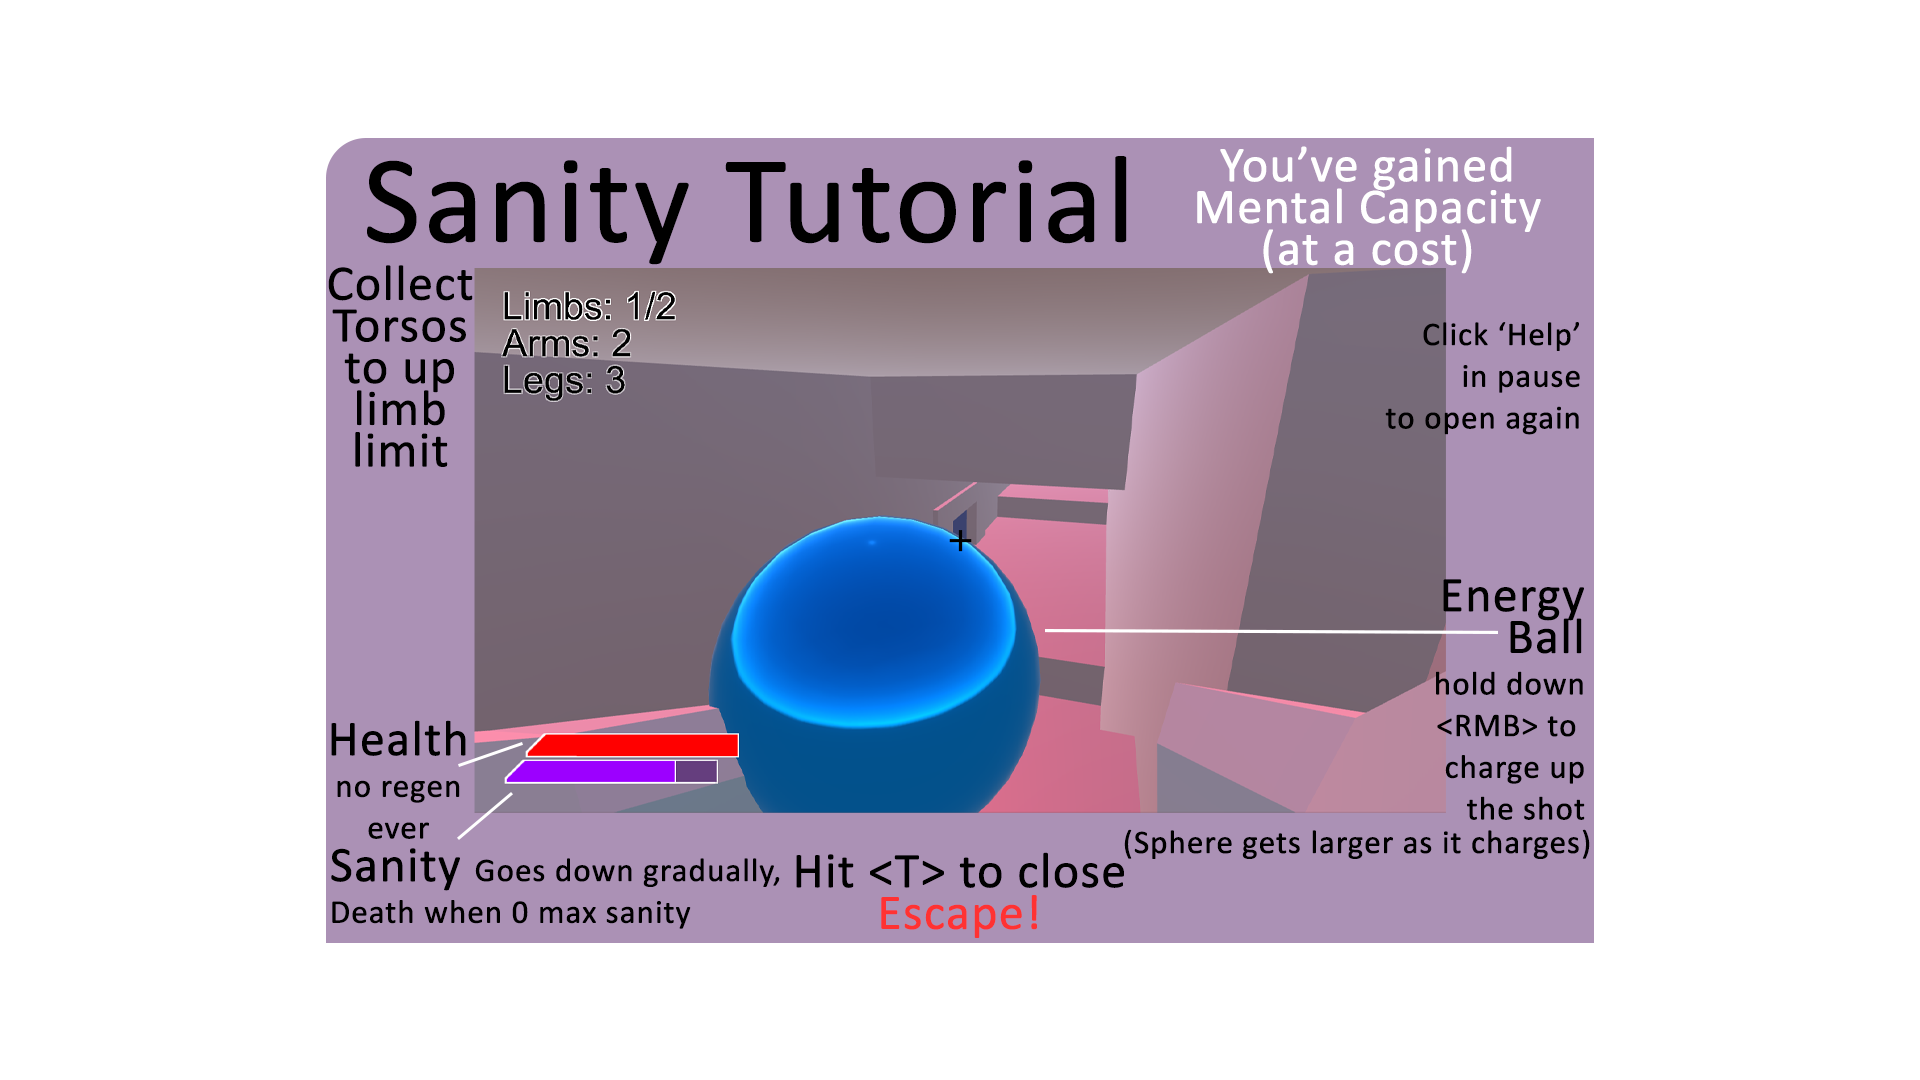 Sanity Tutorial
You’ve gained
Mental Capacity
(at a cost)
Collect
Torsos
to up
limb
limit
Limbs: 1/2
Arms: 2
Legs: 3
Click ‘Help’
in pause
to open again
Energy
Ball
hold down
<RMB> to
charge up
the shot
(Sphere gets larger as it charges)
Health
no regen
ever
Sanity Goes down gradually,
Death when 0 max sanity
Hit <T> to close
Escape!